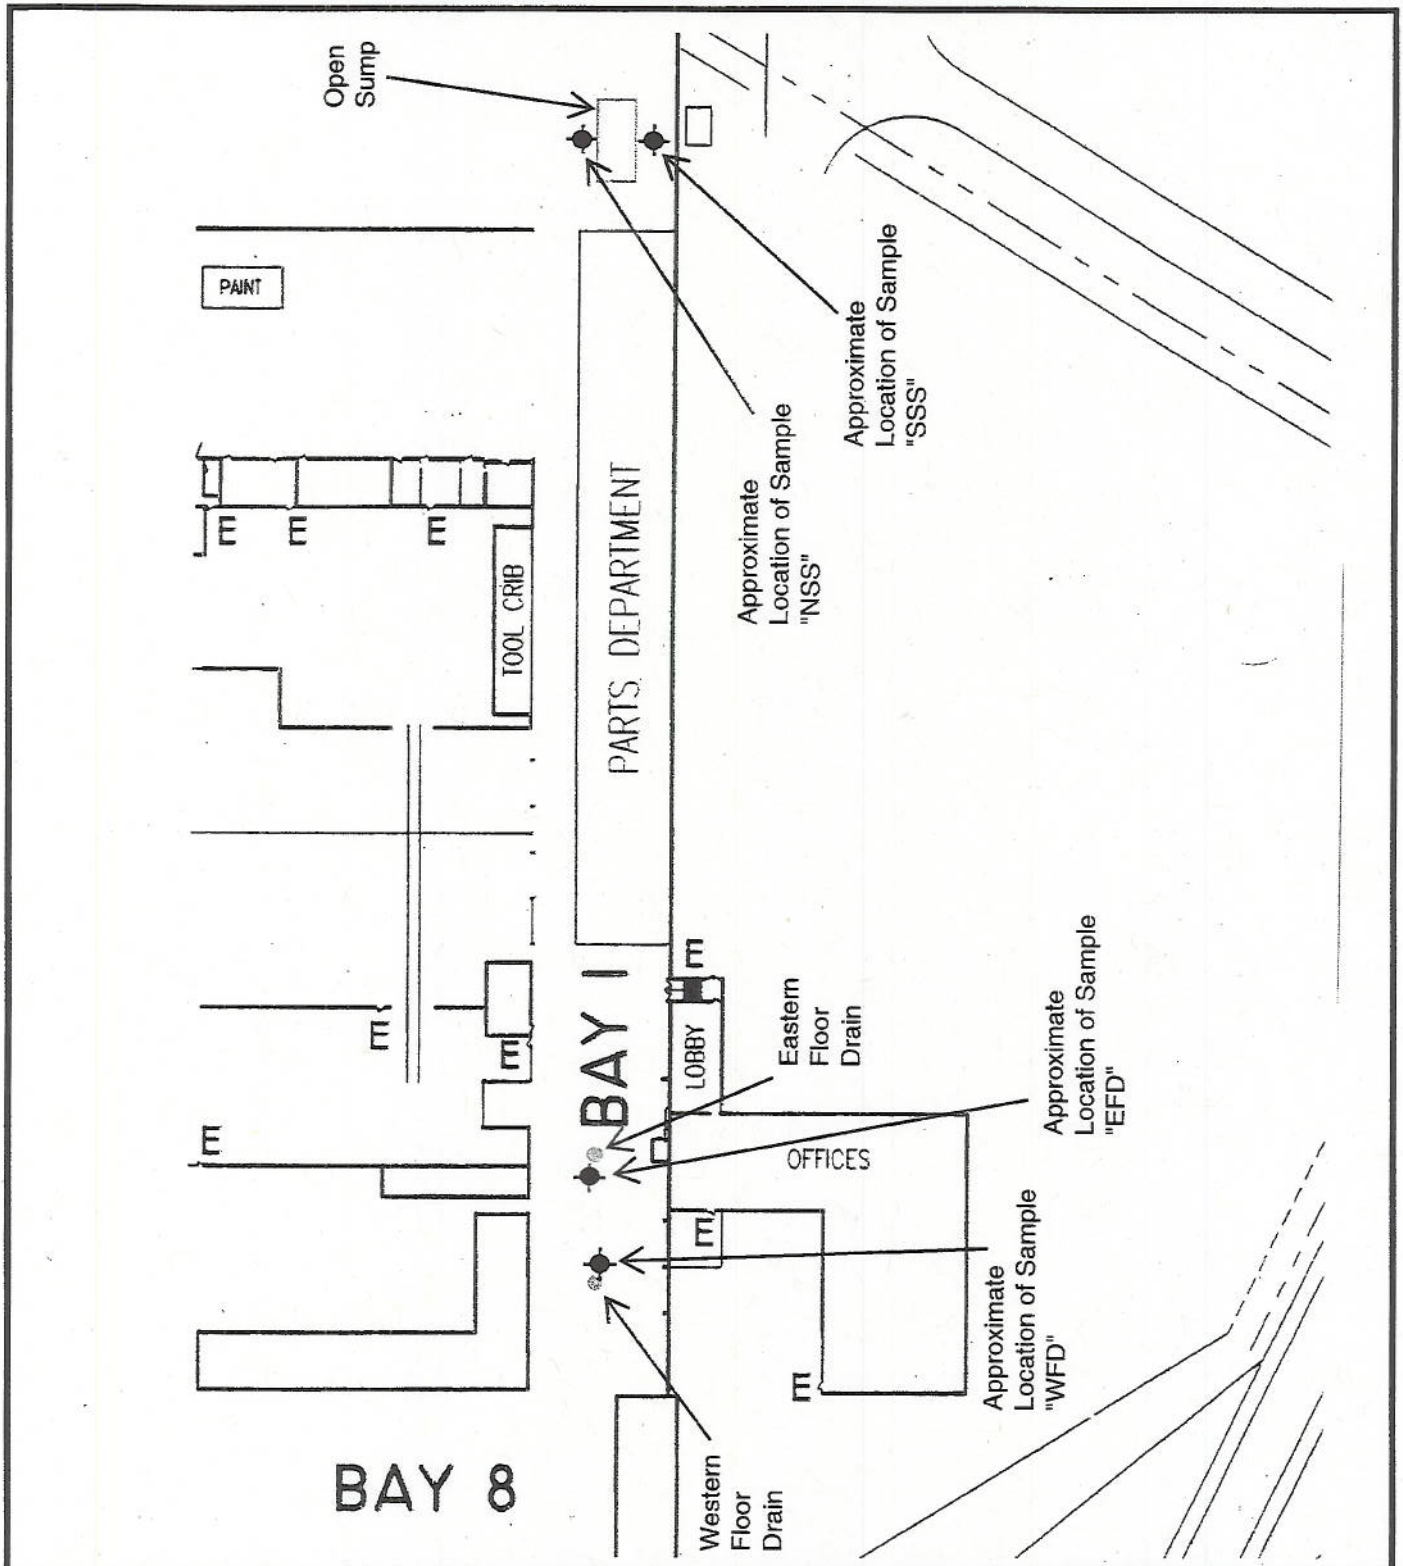 Open
Sump
PAINT
Approximate
Location of Sample
"SSS"
Approximate
Location of Sample
"NSS"
E
E
E
TOOL CRIB
PARTS. DEPARTMENT
E
E
E
E
BAY 1
LOBBY
Eastern
Floor
Drain
Approximate
Location of Sample
"EFD"
OFFICES
E
E
Approximate
Location of Sample
"WFD"
Western
Floor
Drain
BAY 8